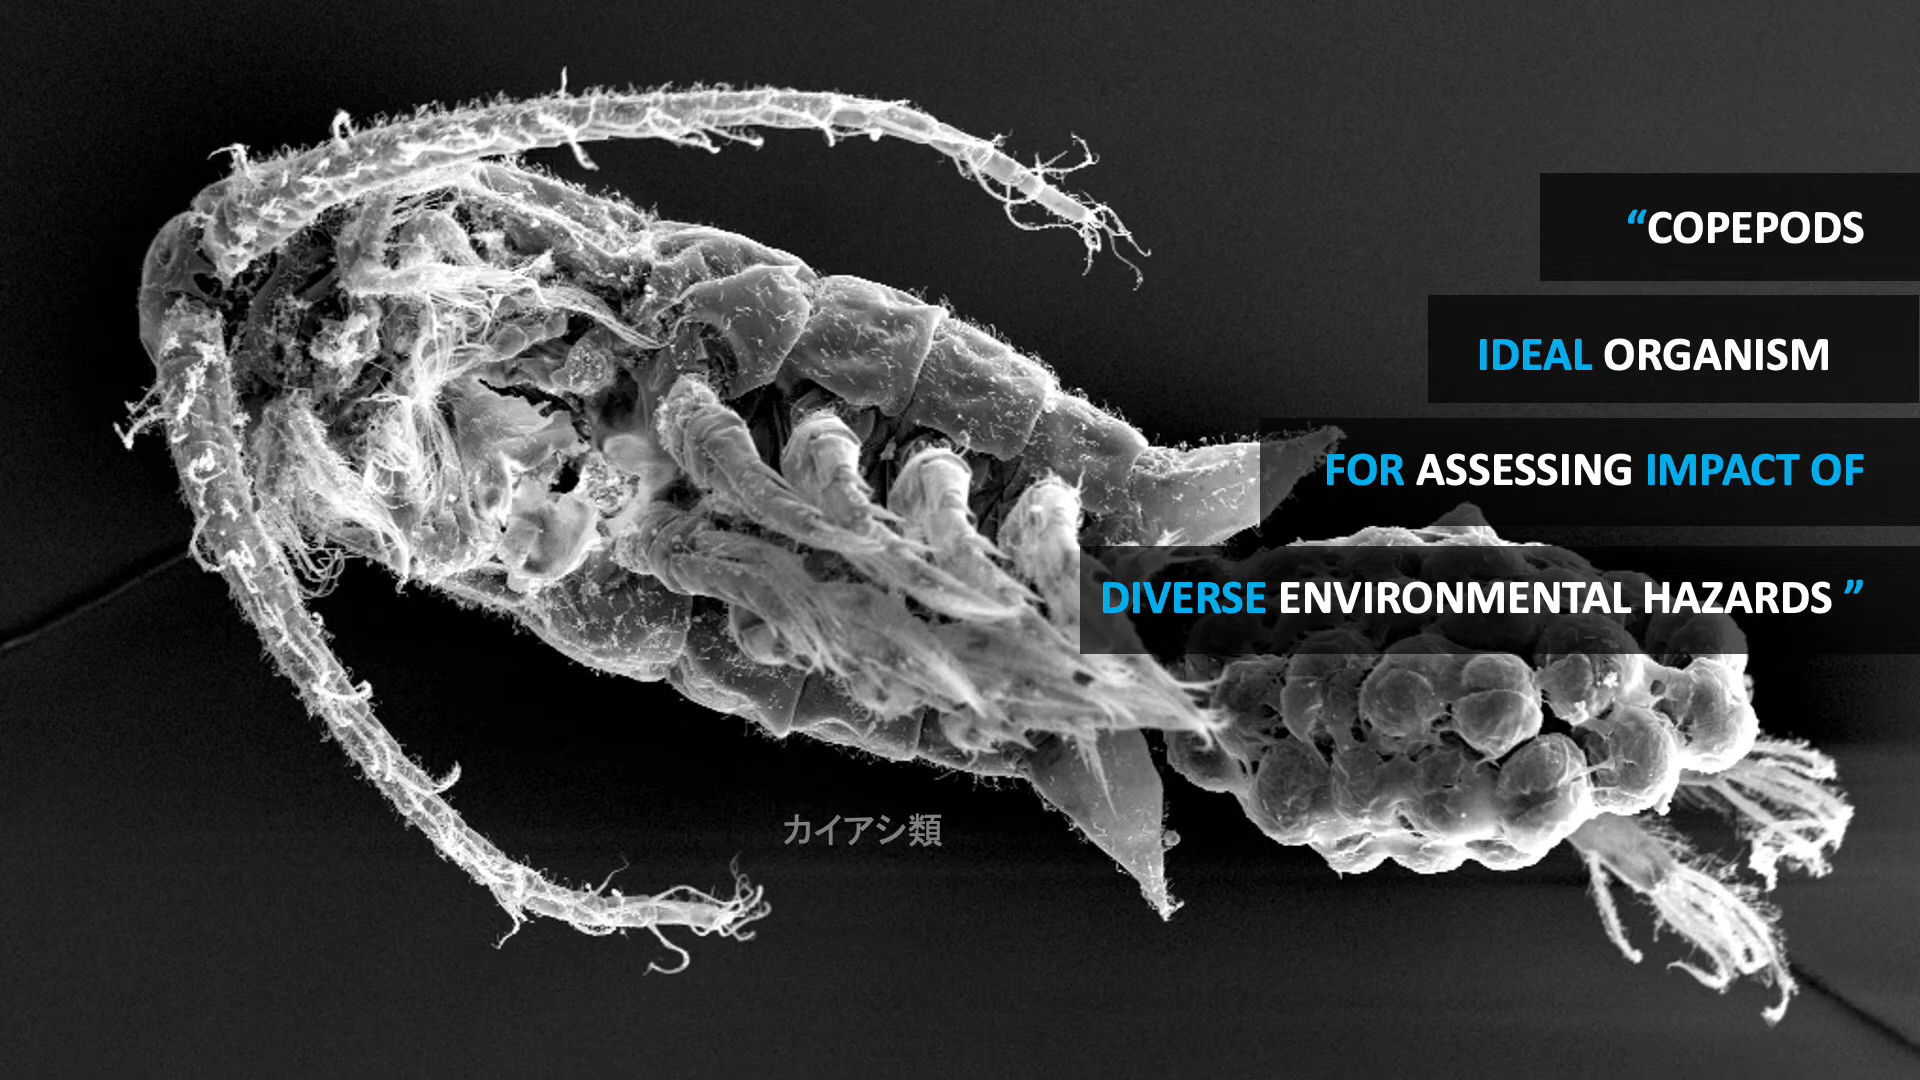 “COPEPODS
IDEAL ORGANISM
FOR ASSESSING IMPACT OF
DIVERSE ENVIRONMENTAL HAZARDS ”
カイアシ類